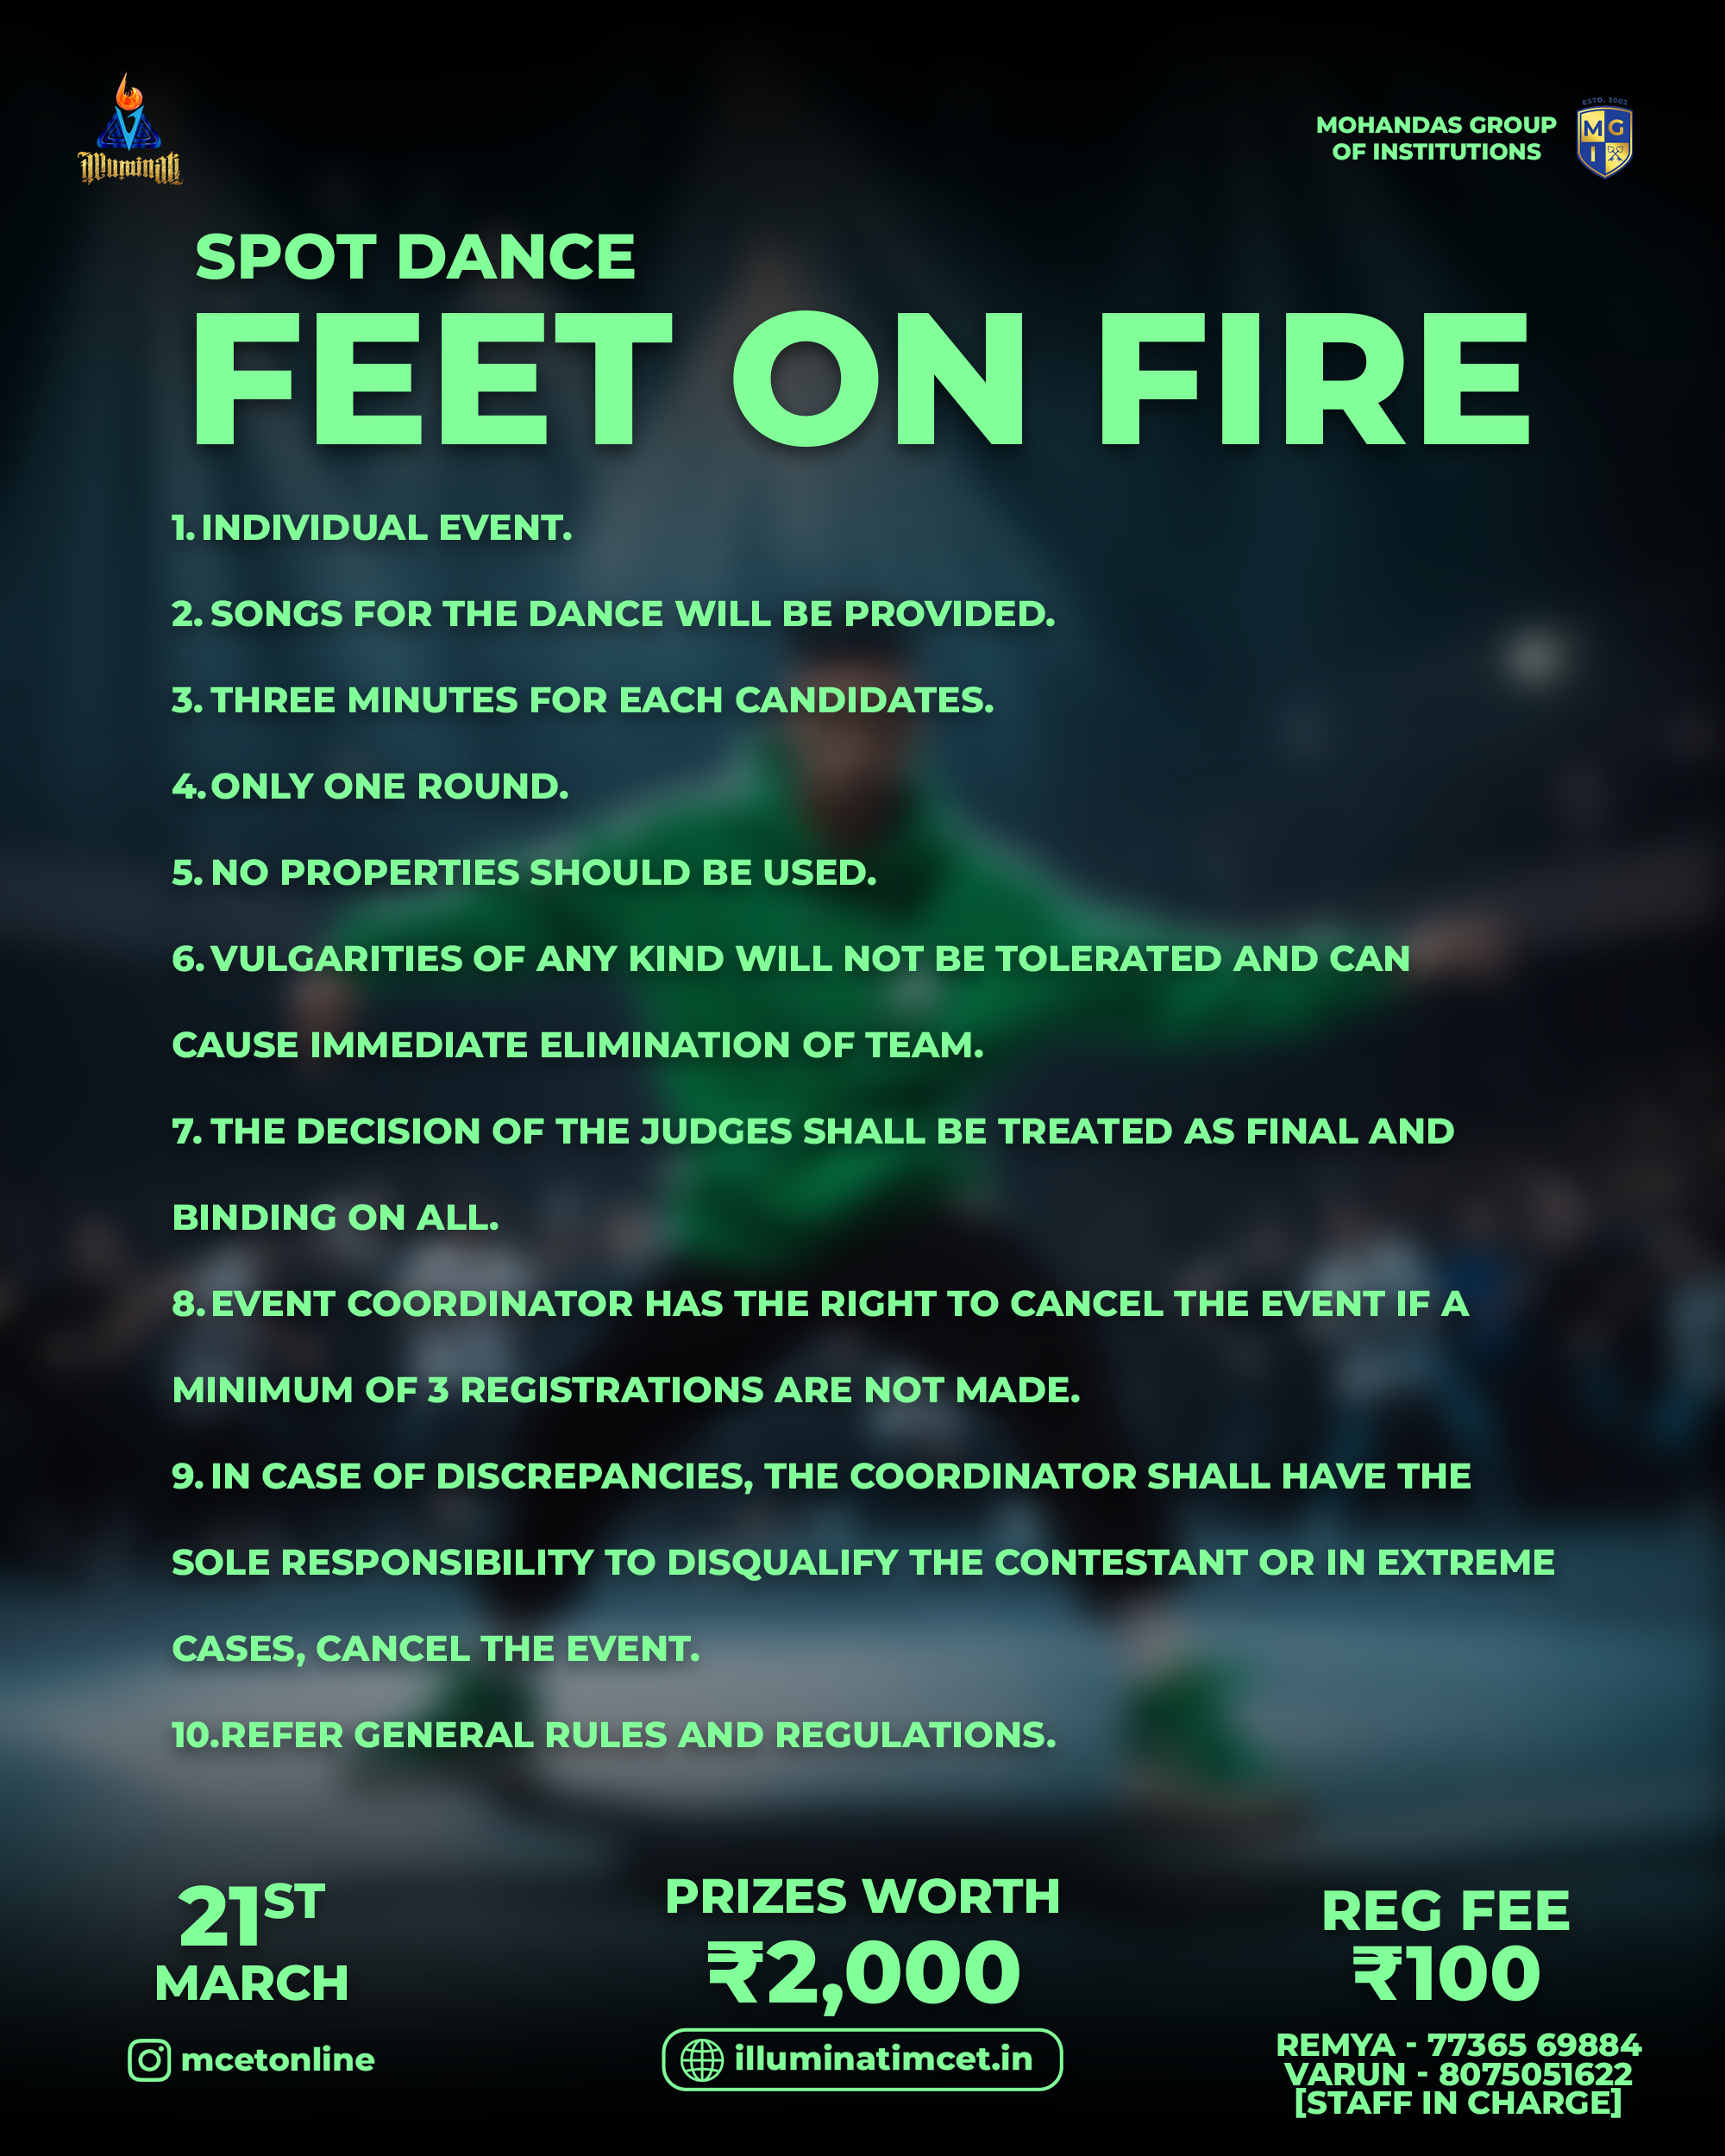 Illuminati
MOHANDAS GROUP
OF INSTITUTIONS
ESTD. 2002
MG
I
SPOT DANCE
FEET ON FIRE
1. INDIVIDUAL EVENT.
2. SONGS FOR THE DANCE WILL BE PROVIDED.
3. THREE MINUTES FOR EACH CANDIDATES.
4. ONLY ONE ROUND.
5. NO PROPERTIES SHOULD BE USED.
6. VULGARITIES OF ANY KIND WILL NOT BE TOLERATED AND CAN
CAUSE IMMEDIATE ELIMINATION OF TEAM.
7. THE DECISION OF THE JUDGES SHALL BE TREATED AS FINAL AND
BINDING ON ALL.
8. EVENT COORDINATOR HAS THE RIGHT TO CANCEL THE EVENT IF A
MINIMUM OF 3 REGISTRATIONS ARE NOT MADE.
9. IN CASE OF DISCREPANCIES, THE COORDINATOR SHALL HAVE THE
SOLE RESPONSIBILITY TO DISQUALIFY THE CONTESTANT OR IN EXTREME
CASES, CANCEL THE EVENT.
10.REFER GENERAL RULES AND REGULATIONS.
21ST
MARCH
mcetonline
PRIZES WORTH
₹2,000
illuminatimcet.in
REG FEE
₹100
REMYA - 77365 69884
VARUN - 8075051622
[STAFF IN CHARGE]